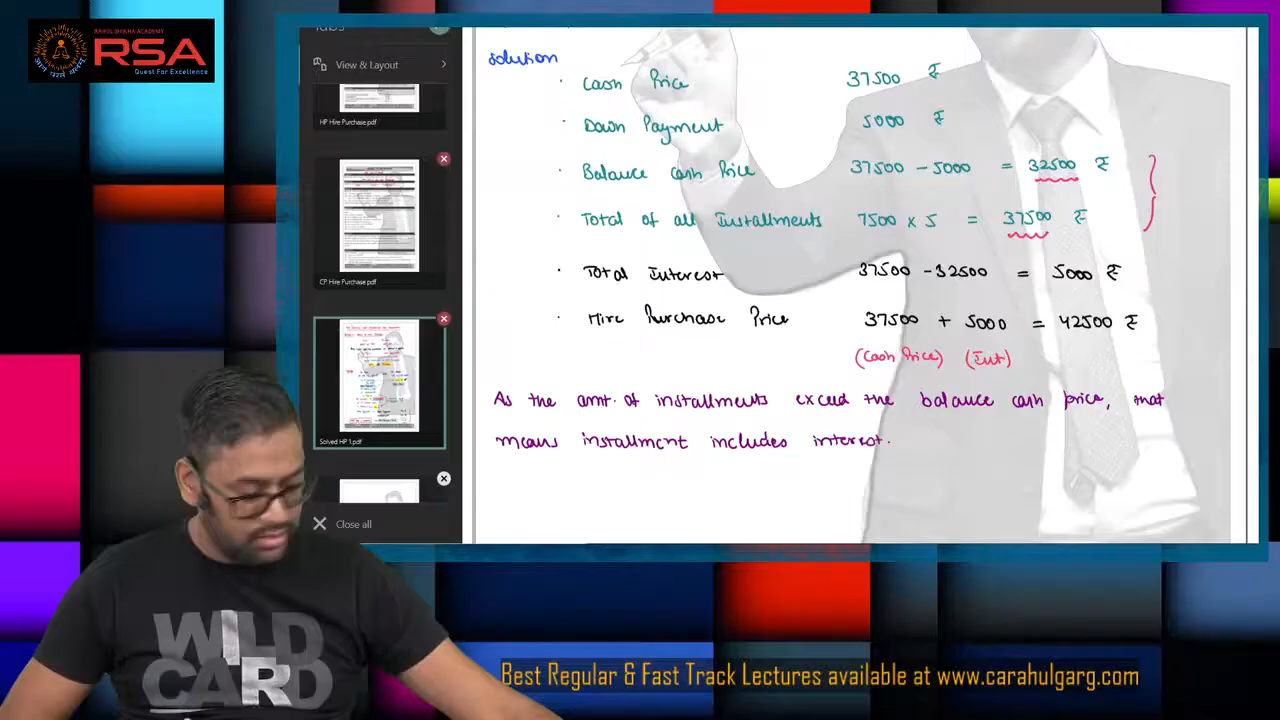 RAHUL BHAIYA ACADEMY
RSA
Quest For Excellence
Tabs
View & Layout
HP Hire Purchase.pdf
CP Hire Purchase.pdf
Solved HP 1.pdf
Close all
Solution
· Cash Price 37500 ₹
· Down Payment 5000 ₹
· Balance cash Price 37500 - 5000 = 32500 ₹
· Total of all Installments 7500 x 5 = 37500 ₹
· Total Interest 37500 - 32500 = 5000 ₹
· Hire Purchase Price 37500 + 5000 = 42500 ₹
(Cash Price) (Int)
As the amt. of installments exceed the balance cash price, that
means installment includes interest.
WILD
CARD
Best Regular & Fast Track Lectures available at www.carahulgarg.com